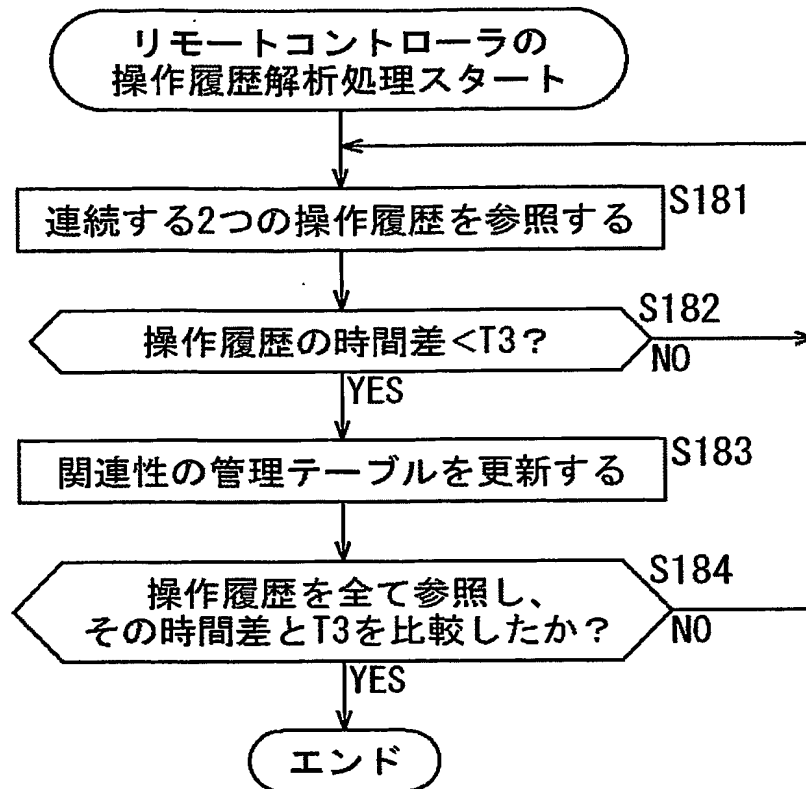 リモートコントローラの
操作履歴解析処理スタート
連続する2つの操作履歴を参照する
S181
操作履歴の時間差<T3?
S182
NO
YES
関連性の管理テーブルを更新する
S183
操作履歴を全て参照し、
その時間差とT3を比較したか?
S184
NO
YES
エンド